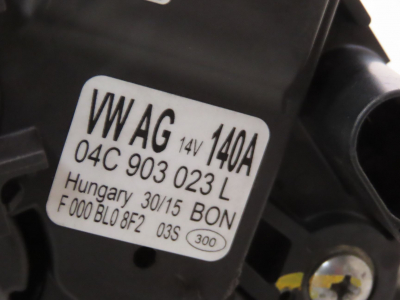 VW AG 14V 140A
04C 903 023 L
Hungary 30/15 BON
F 000 BL0 8F2 03S 300